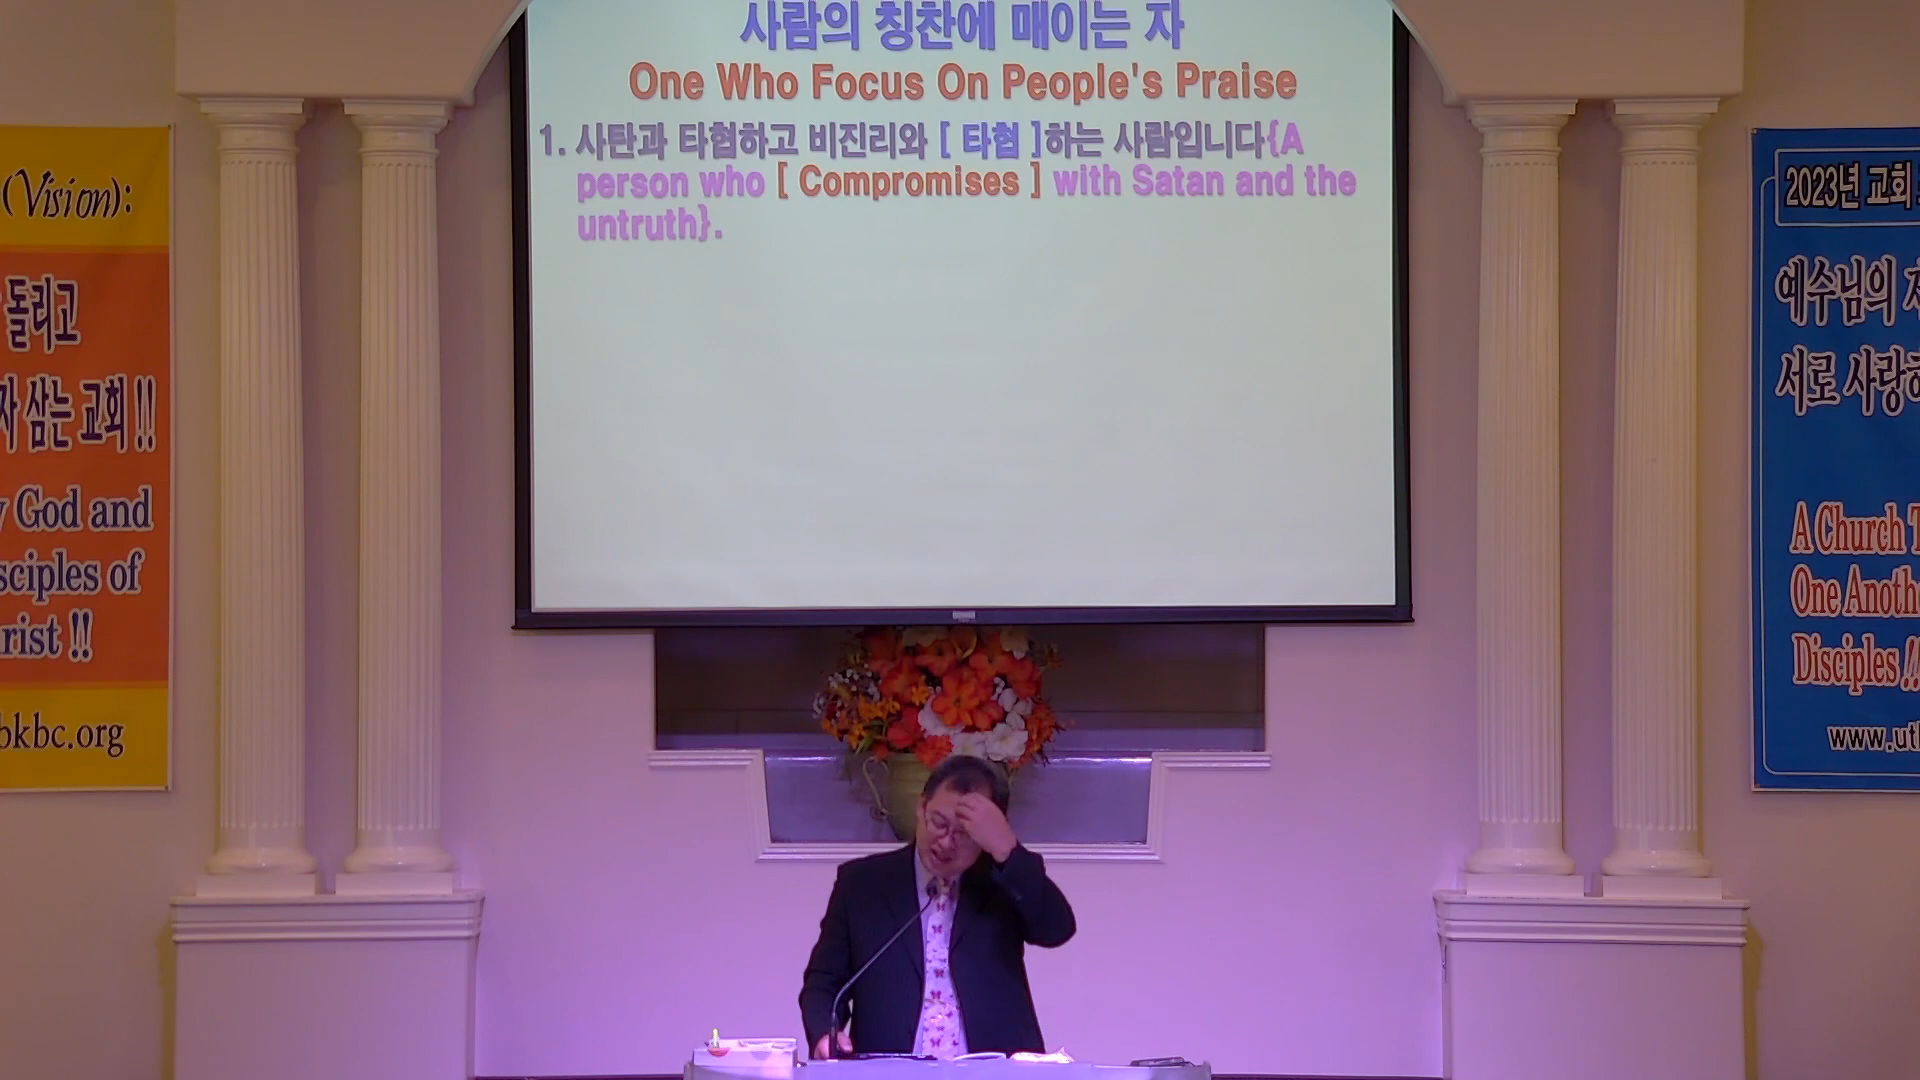 사람의 칭찬에 매이는 자
One Who Focus On People's Praise
1. 사탄과 타협하고 비진리와 [ 타협 ]하는 사람입니다{A
person who [ Compromises ] with Satan and the
untruth}.
(Vision):
돌리고
자 삼는 교회 !!
God and
sciples of
rist !!
bkbc.org
2023년 교회
예수님의
서로 사랑하
A Church T
One Anoth
Disciples !!
www.utb